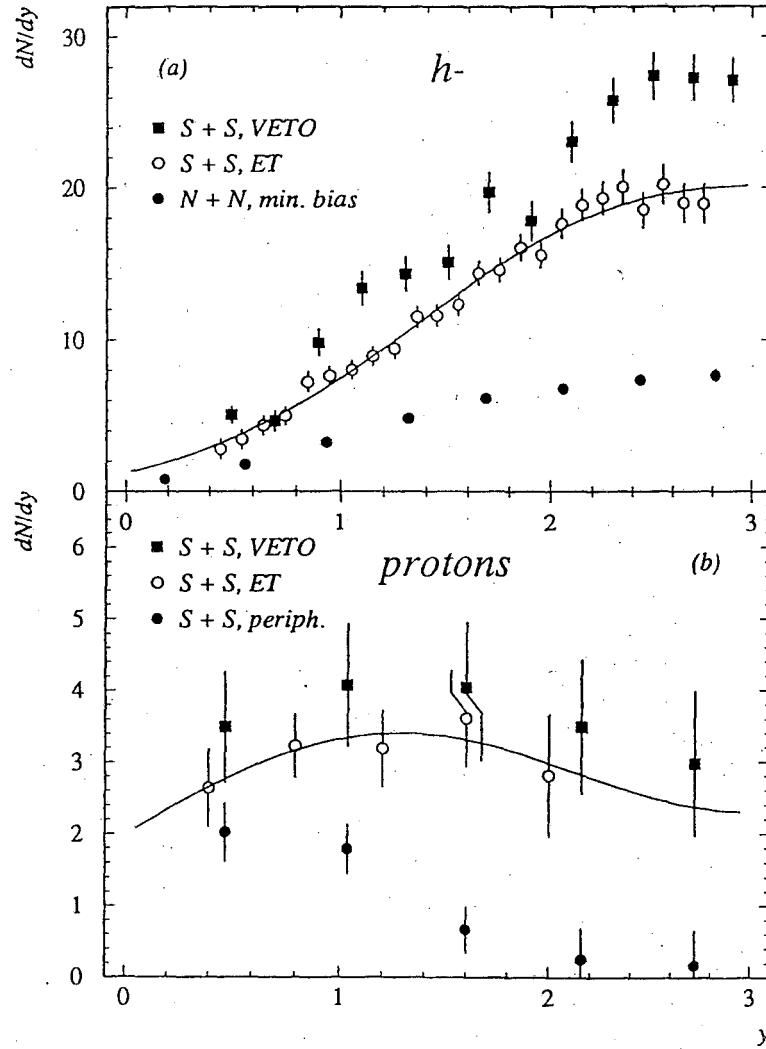 dN/dy
30
(a)
h-
S + S, VETO
S + S, ET
N + N, min. bias
20
10
0
0 1 2 3
dN/dy
6
S + S, VETO
protons
(b)
S + S, ET
5
S + S, periph.
4
3
2
1
0
0 1 2 3
y